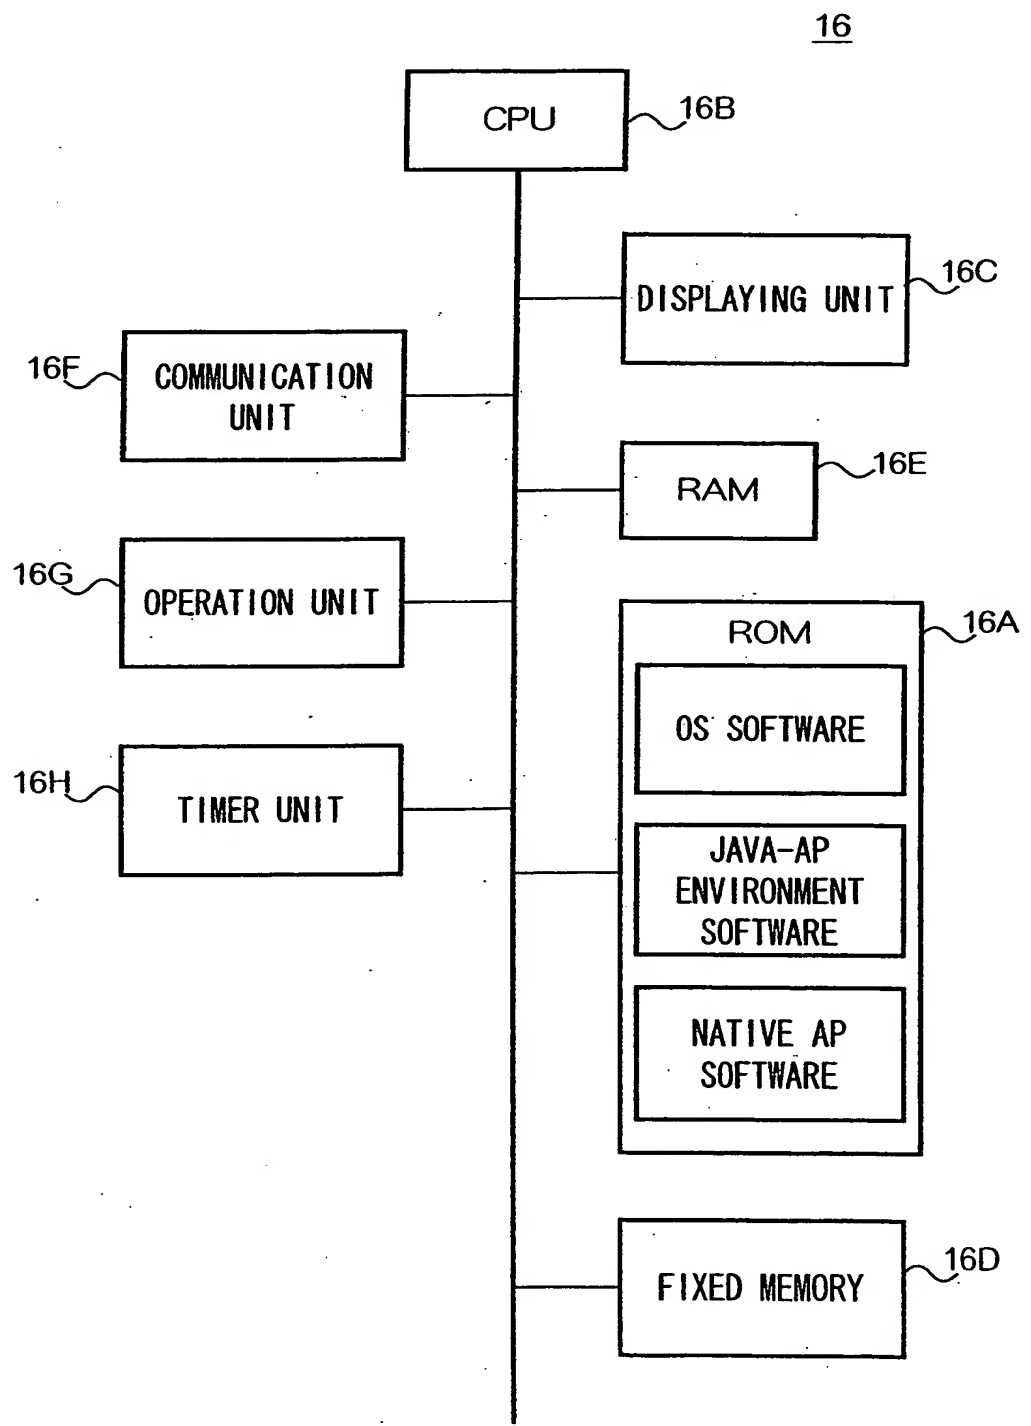 16
CPU
16B
DISPLAYING UNIT
16C
16F
COMMUNICATION
UNIT
RAM
16E
16G
OPERATION UNIT
ROM
16A
OS SOFTWARE
16H
TIMER UNIT
JAVA-AP
ENVIRONMENT
SOFTWARE
NATIVE AP
SOFTWARE
FIXED MEMORY
16D